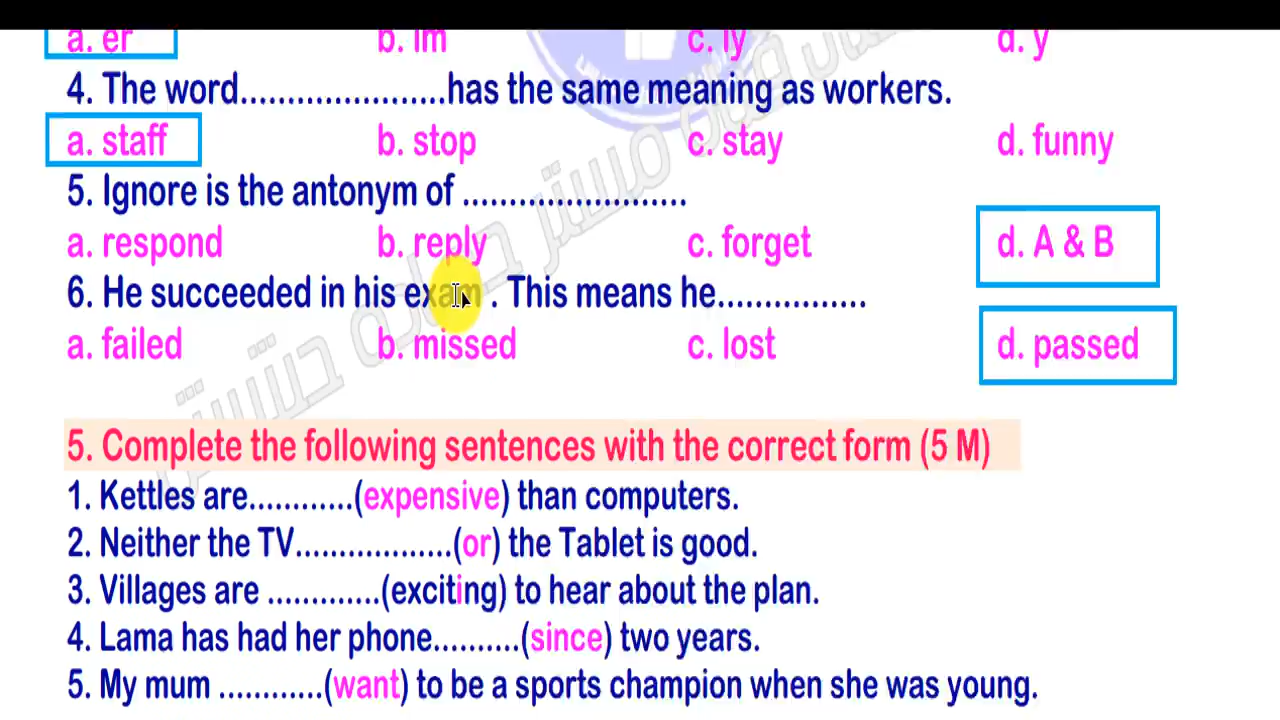 a. er b. im c. ly d. y
4. The word......................has the same meaning as workers.
a. staff b. stop c. stay d. funny
5. Ignore is the antonym of ........................
a. respond b. reply c. forget d. A & B
6. He succeeded in his exam . This means he................
a. failed b. missed c. lost d. passed
5. Complete the following sentences with the correct form (5 M)
1. Kettles are............(expensive) than computers.
2. Neither the TV..................(or) the Tablet is good.
3. Villages are .............(exciting) to hear about the plan.
4. Lama has had her phone..........(since) two years.
5. My mum ............(want) to be a sports champion when she was young.